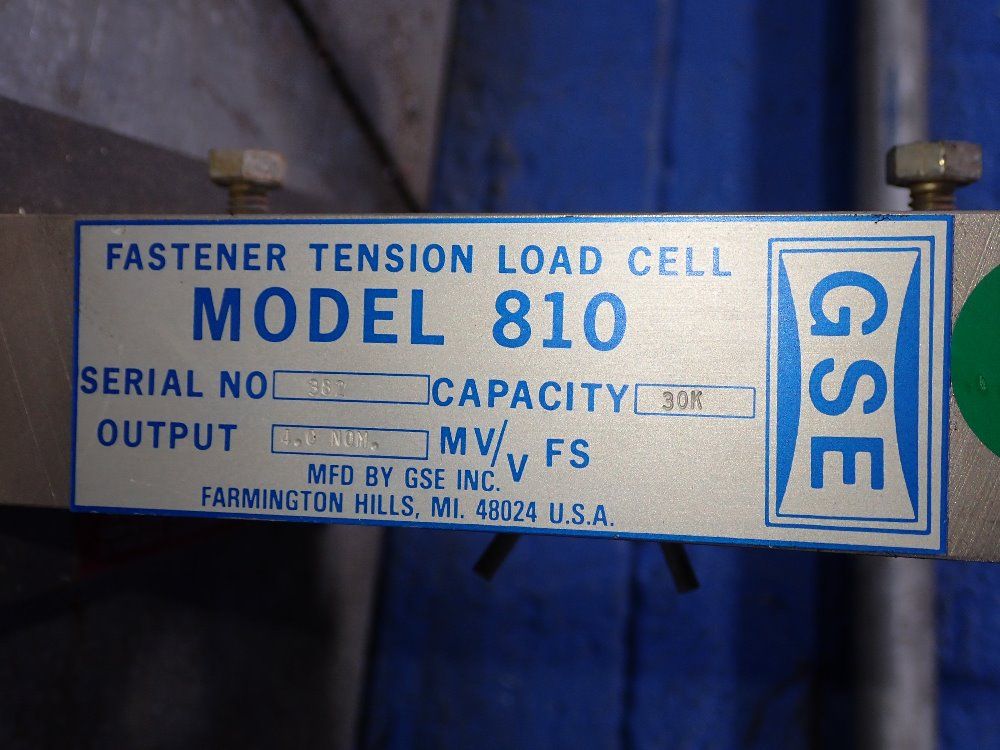 FASTENER TENSION LOAD CELL
MODEL 810
SERIAL NO CAPACITY 30K
OUTPUT 1.0 NOM. MV/V FS
MFD BY GSE INC.
FARMINGTON HILLS, MI. 48024 U.S.A.
GSE